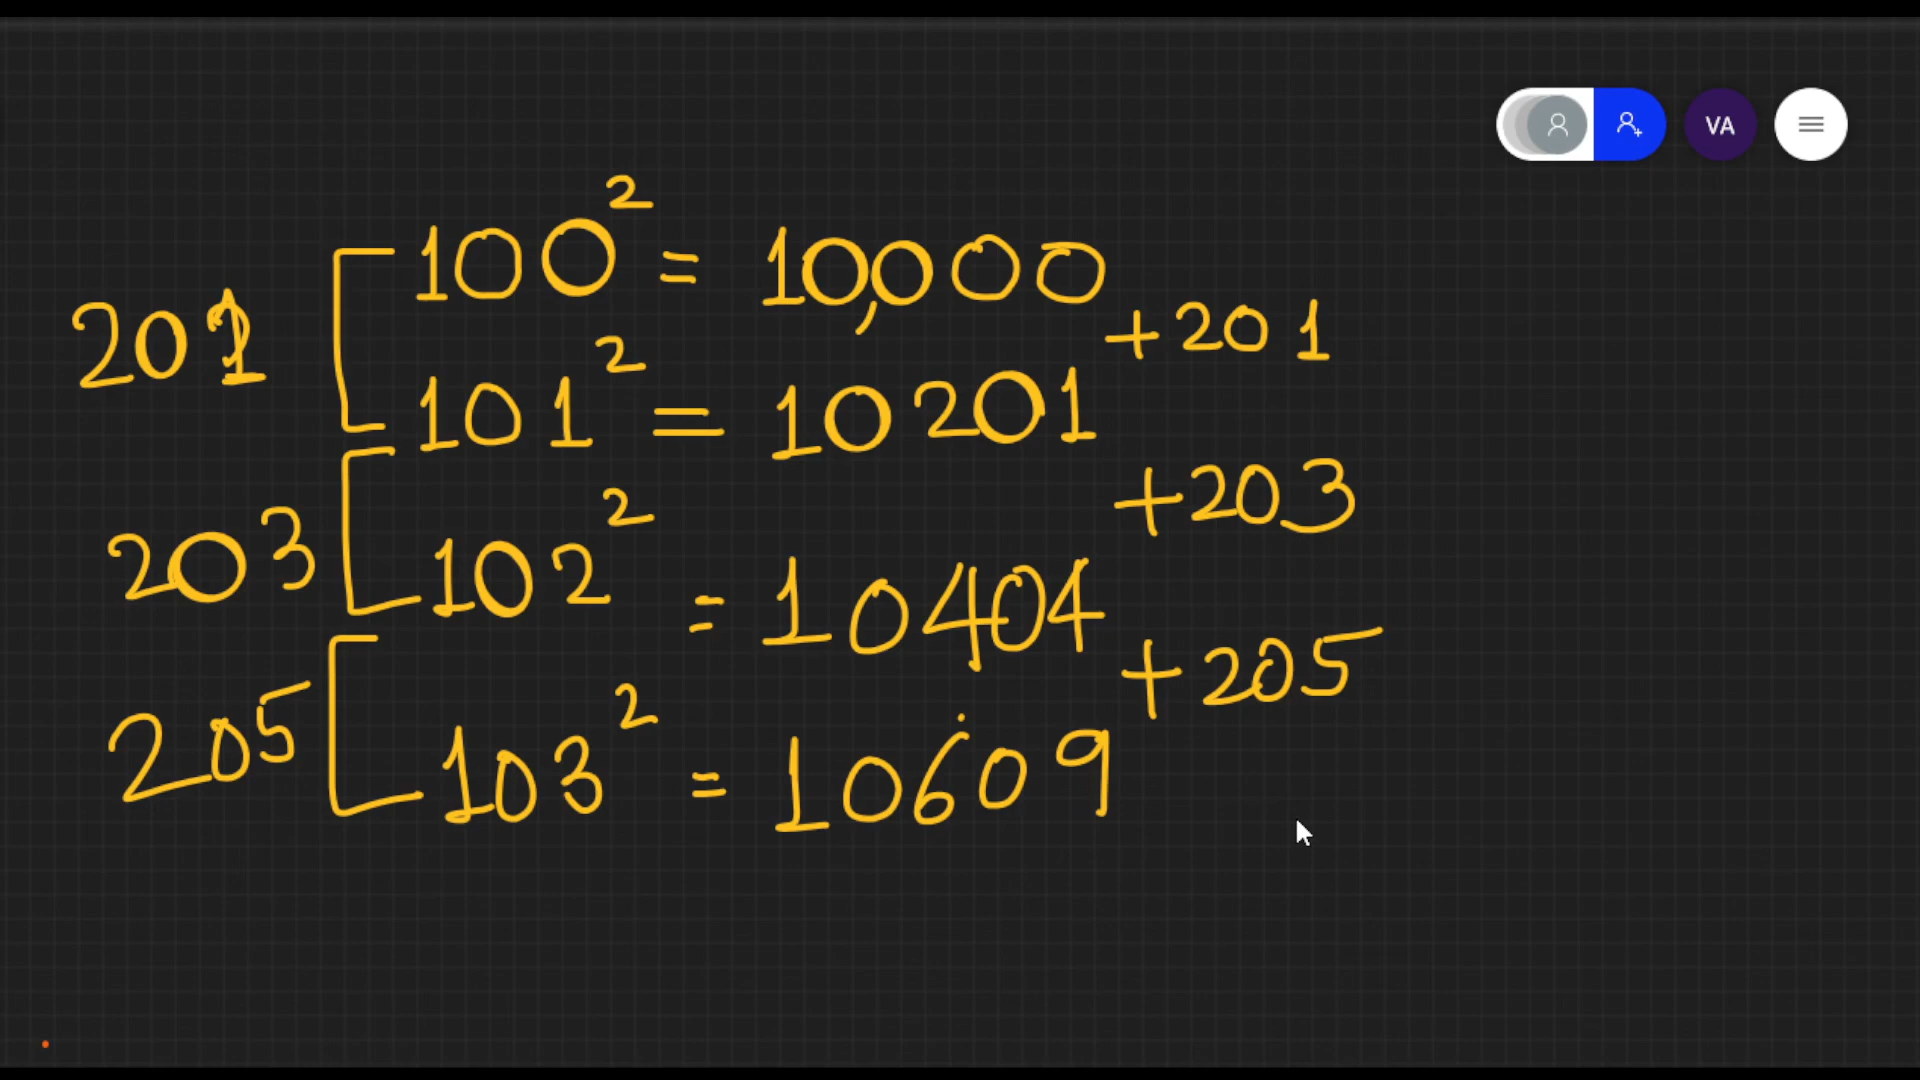 VA
100² = 10,000
201
+201
101² = 10201
+203
203
102² = 10404
+205
205
103² = 10609